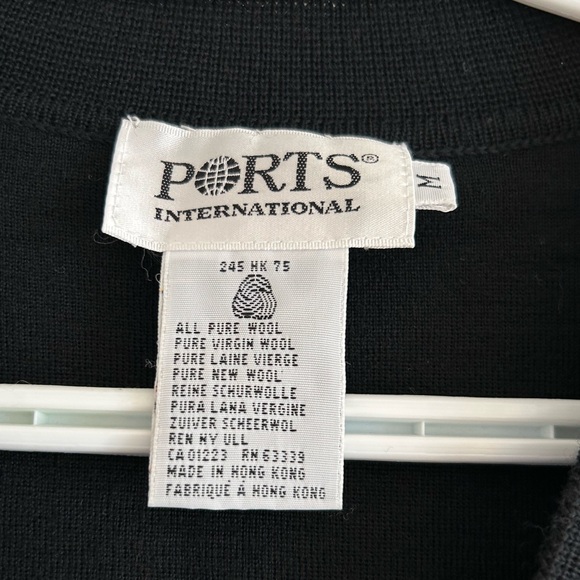 PORTS®
INTERNATIONAL
M
245 HK 75
ALL PURE WOOL
PURE VIRGIN WOOL
PURE LAINE VIERGE
PURE NEW WOOL
REINE SCHURWOLLE
PURA LANA VERGINE
ZUIVER SCHEERWOL
REN NY ULL
CA 01223 RN 63339
MADE IN HONG KONG
FABRIQUÉ À HONG KONG